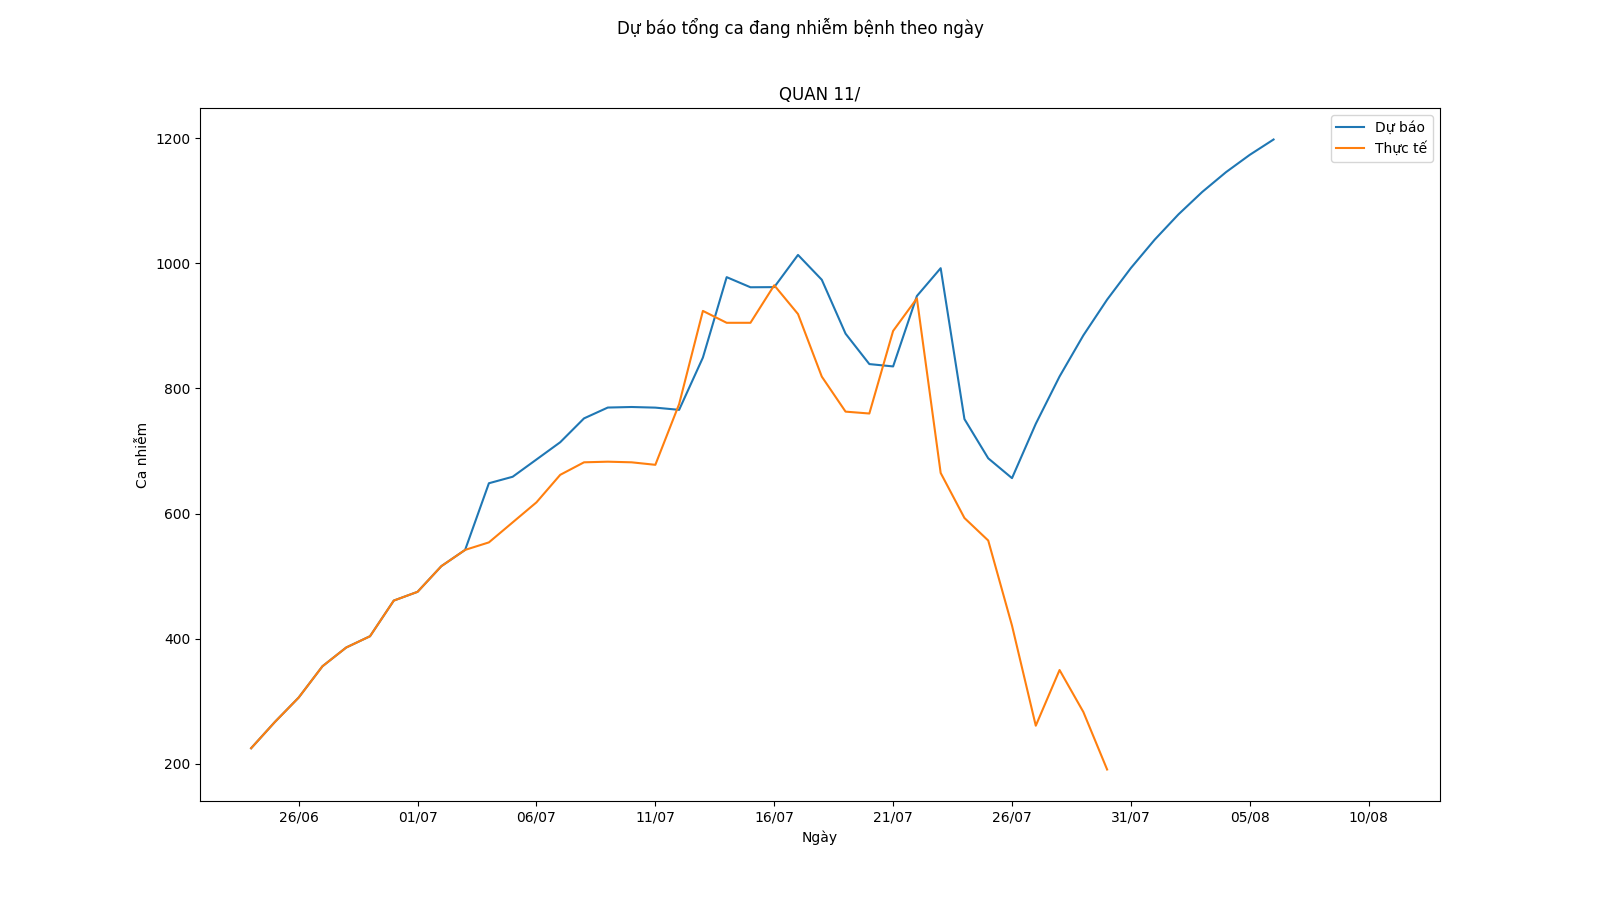 Dự báo tổng ca đang nhiễm bệnh theo ngày
QUAN 11/
Dự báo
Thực tế
1200
1000
800
600
400
200
Ca nhiễm
26/06 01/07 06/07 11/07 16/07 21/07 26/07 31/07 05/08 10/08
Ngày